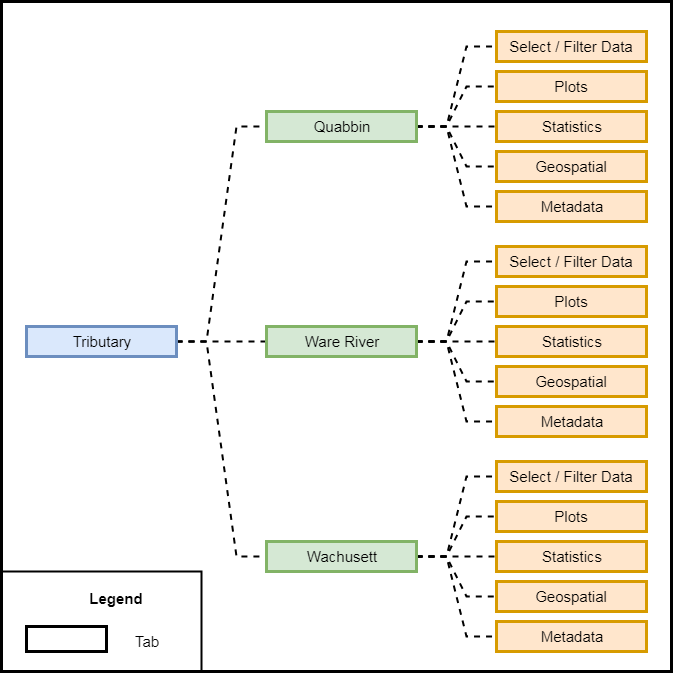 Select / Filter Data
Plots
Quabbin
Statistics
Geospatial
Metadata
Select / Filter Data
Plots
Tributary
Ware River
Statistics
Geospatial
Metadata
Select / Filter Data
Plots
Wachusett
Statistics
Geospatial
Metadata
Legend
Tab